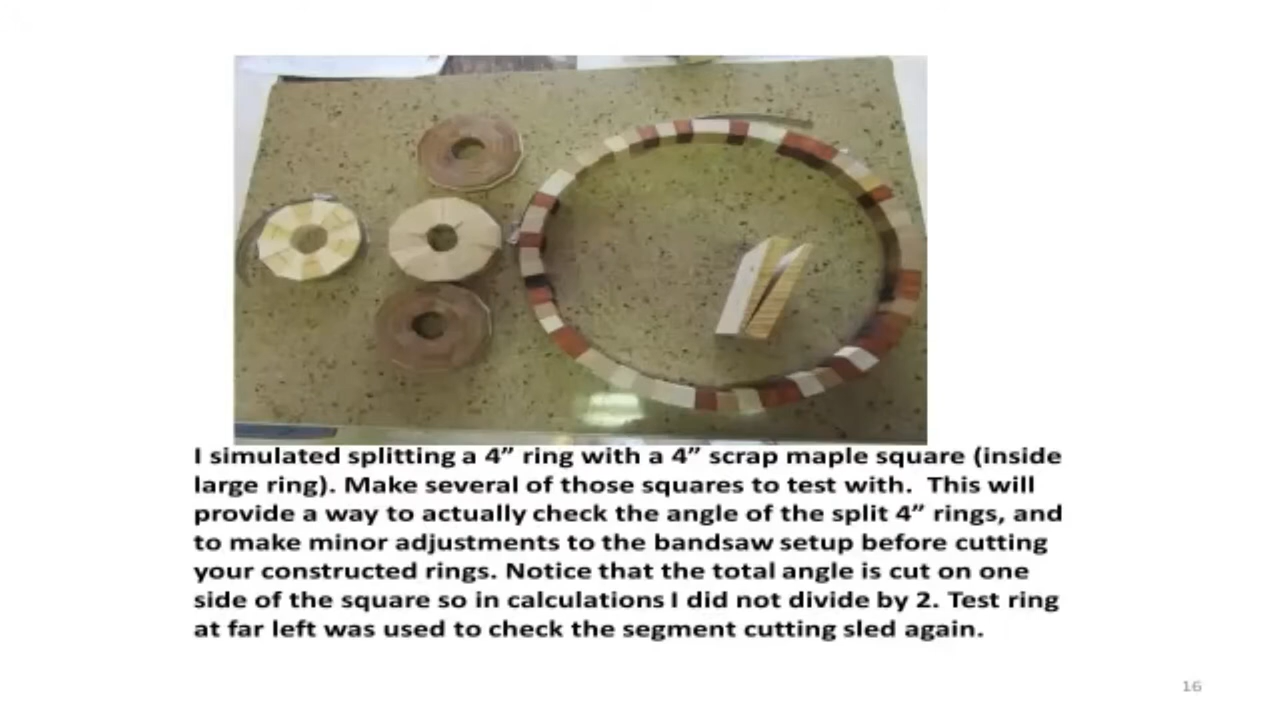 I simulated splitting a 4” ring with a 4” scrap maple square (inside
large ring). Make several of those squares to test with.  This will
provide a way to actually check the angle of the split 4” rings, and
to make minor adjustments to the bandsaw setup before cutting
your constructed rings. Notice that the total angle is cut on one
side of the square so in calculations I did not divide by 2. Test ring
at far left was used to check the segment cutting sled again.
16